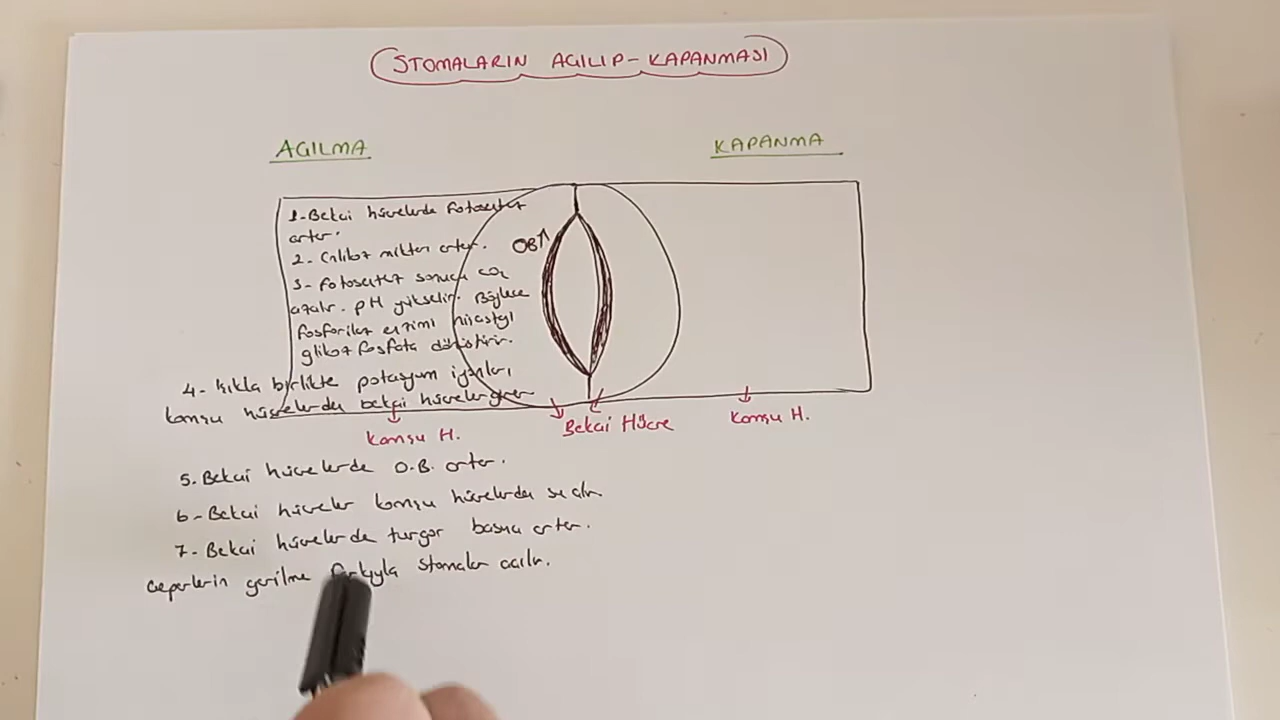 STOMALARIN AÇILIP-KAPANMASI
AÇILMA
KAPANMA
1-Bekçi hücrelerde fotosentez
artar.
2- Glikoz miktarı artar.
OB↑
3- Fotosentez sonucu CO₂
azalır. pH yükselir. Böylece
fosforilaz enzimi nişastayı
glikoz fosfata dönüştürür.
4- Işıkla birlikte potasyum iyonları,
komşu hücrelerden bekçi hücrelere girer
Komşu H.
Bekçi Hücre
Komşu H.
5. Bekçi hücrelerde O.B. artar.
6- Bekçi hücreler komşu hücrelerden su alır.
7- Bekçi hücrelerde turgor basıncı artar.
Çeperlerin gerilme farkıyla stomalar açılır.